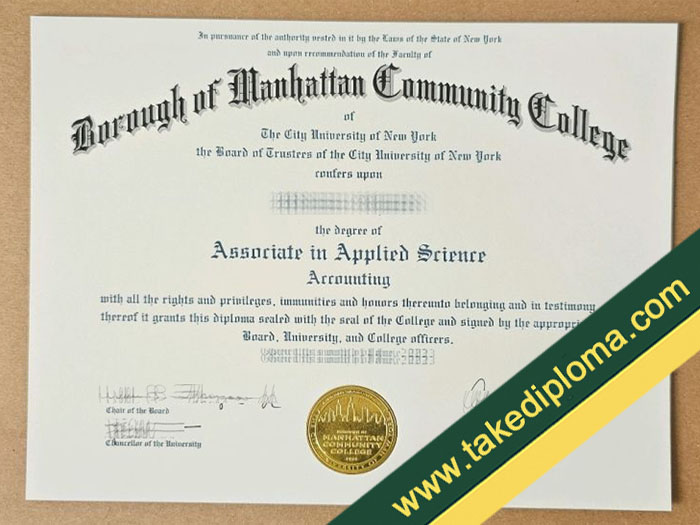 In pursuance of the authority vested in it by the Laws of the State of New York
and upon recommendation of the Faculty of
Borough of Manhattan Community College
of
The City University of New York
the Board of Trustees of the City University of New York
confers upon
the degree of
Associate in Applied Science
Accounting
with all the rights and privileges, immunities and honors thereunto belonging and in testimony
thereof it grants this diploma sealed with the seal of the College and signed by the
Board, University, and College officers.
Chair of the Board
Chancellor of the University
MANHATTAN
COMMUNITY
COLLEGE
www.takediploma.com